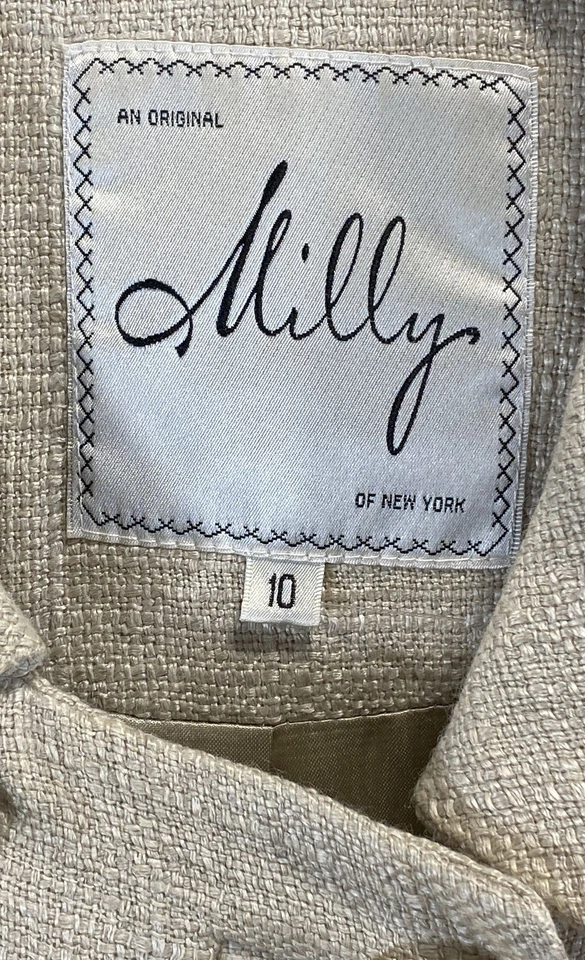 AN ORIGINAL
Milly
OF NEW YORK
10